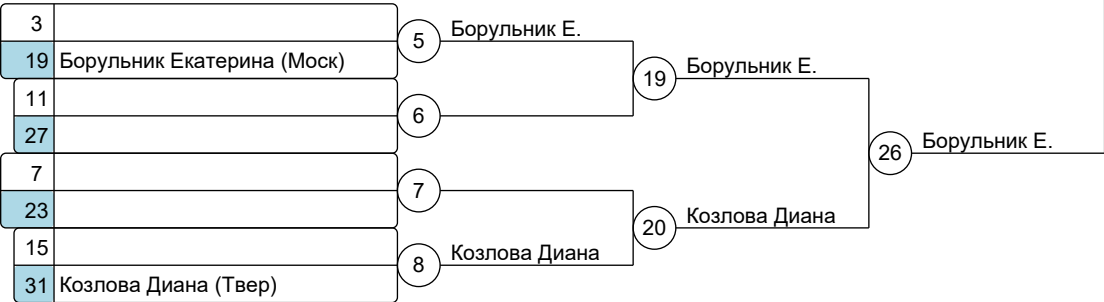 3
19 Борульник Екатерина (Моск)
11
27
7
23
15
31 Козлова Диана (Твер)
5 Борульник Е.
6
7
8 Козлова Диана
19 Борульник Е.
20 Козлова Диана
26 Борульник Е.